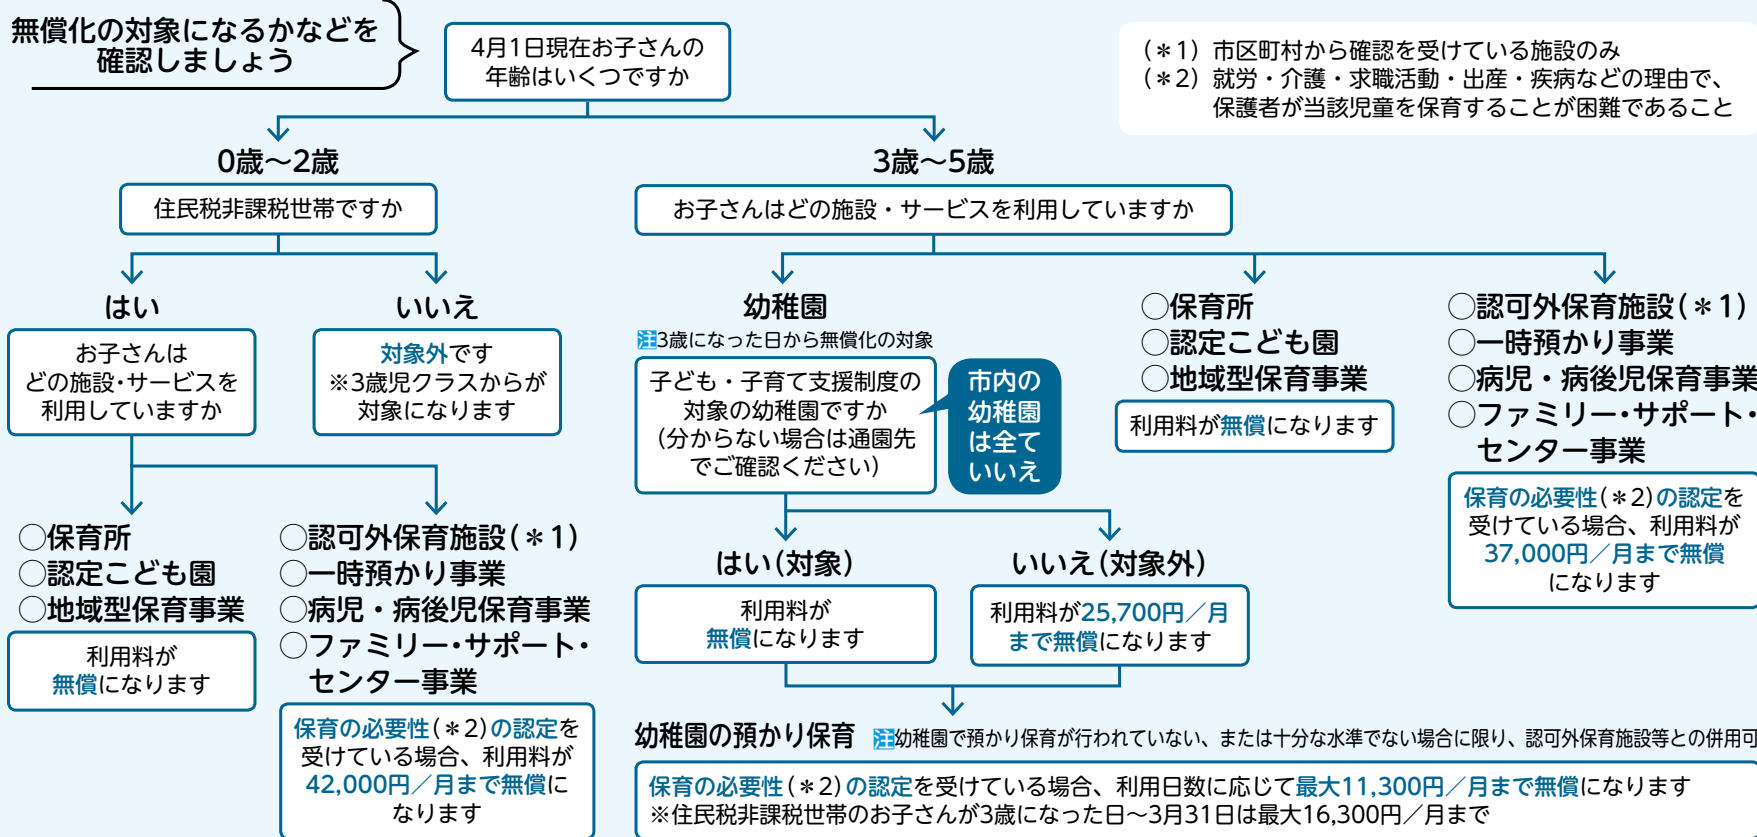 無償化の対象になるかなどを
確認しましょう
4月1日現在お子さんの
年齢はいくつですか
(＊1) 市区町村から確認を受けている施設のみ
(＊2) 就労・介護・求職活動・出産・疾病などの理由で、
保護者が当該児童を保育することが困難であること
0歳〜2歳
住民税非課税世帯ですか
はい
お子さんは
どの施設・サービスを
利用していますか
いいえ
対象外です
※3歳児クラスからが
対象になります
○保育所
○認定こども園
○地域型保育事業
利用料が
無償になります
○認可外保育施設(＊1)
○一時預かり事業
○病児・病後児保育事業
○ファミリー・サポート・
センター事業
保育の必要性(＊2)の認定を
受けている場合、利用料が
42,000円／月まで無償に
なります
3歳〜5歳
お子さんはどの施設・サービスを利用していますか
幼稚園
注3歳になった日から無償化の対象
子ども・子育て支援制度の
対象の幼稚園ですか
(分からない場合は通園先
でご確認ください)
市内の
幼稚園
は全て
いいえ
はい(対象)
利用料が
無償になります
いいえ(対象外)
利用料が25,700円／月
まで無償になります
○保育所
○認定こども園
○地域型保育事業
利用料が無償になります
○認可外保育施設(＊1)
○一時預かり事業
○病児・病後児保育事業
○ファミリー・サポート・
センター事業
保育の必要性(＊2)の認定を
受けている場合、利用料が
37,000円／月まで無償
になります
幼稚園の預かり保育 注幼稚園で預かり保育が行われていない、または十分な水準でない場合に限り、認可外保育施設等との併用可
保育の必要性(＊2)の認定を受けている場合、利用日数に応じて最大11,300円／月まで無償になります
※住民税非課税世帯のお子さんが3歳になった日〜3月31日は最大16,300円／月まで